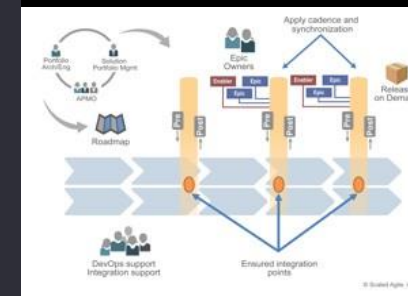 Apply cadence and
synchronization
Portfolio
Arch/Eng
Solution
Portfolio Mgmt
APMO
Epic
Owners
Enabler
Epic
Epic
Enabler
Epic
Epic
Release
on Dema
Roadmap
Pre
Post
Pre
Post
Pre
Post
DevOps support
Integration support
Ensured integration
points
© Scaled Agile, I